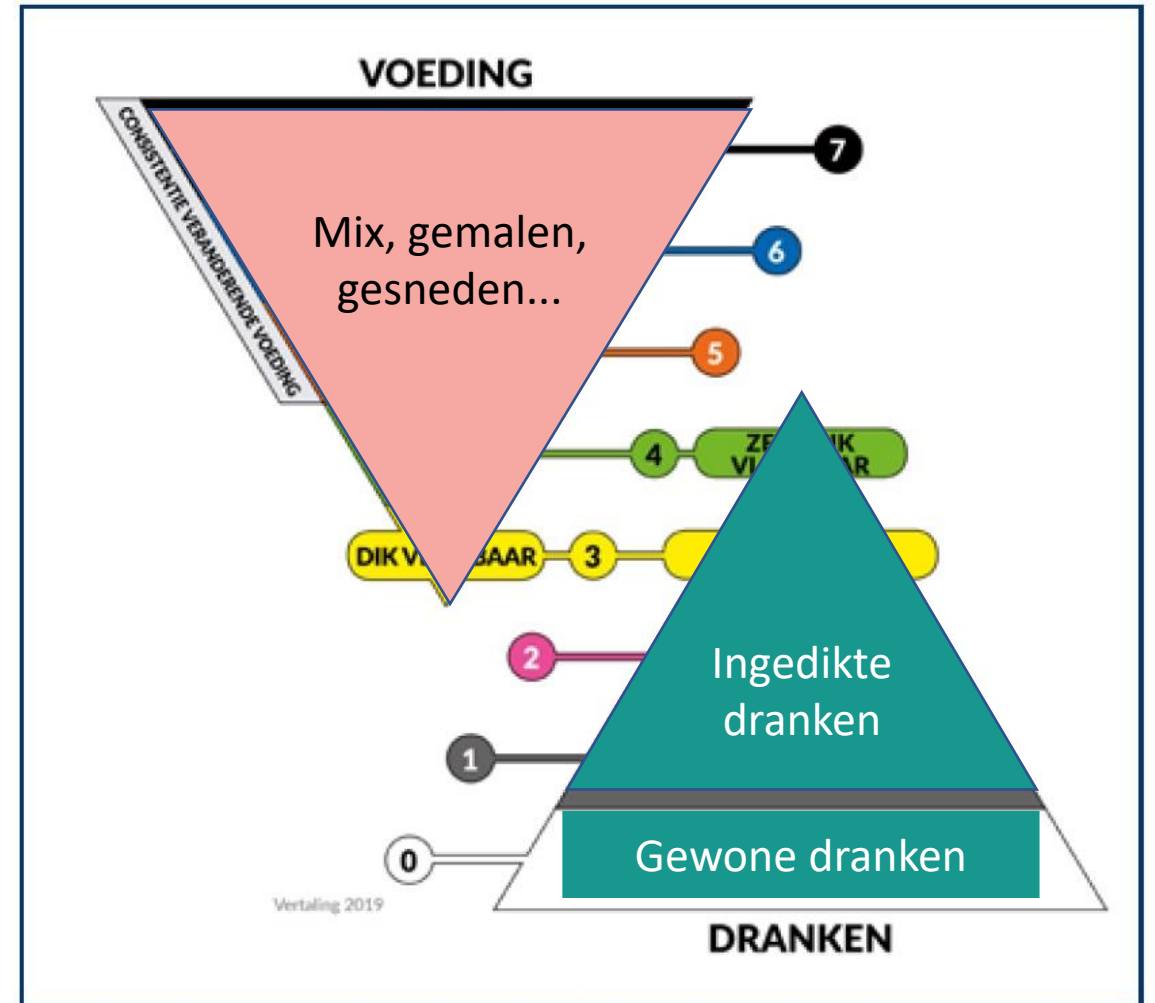 VOEDING
CONSISTENTIE VERANDERENDE VOEDING
7
Mix, gemalen,
gesneden...
6
5
4
DIK
3
2
Ingedikte
dranken
1
Gewone dranken
0
Vertaling 2019
DRANKEN